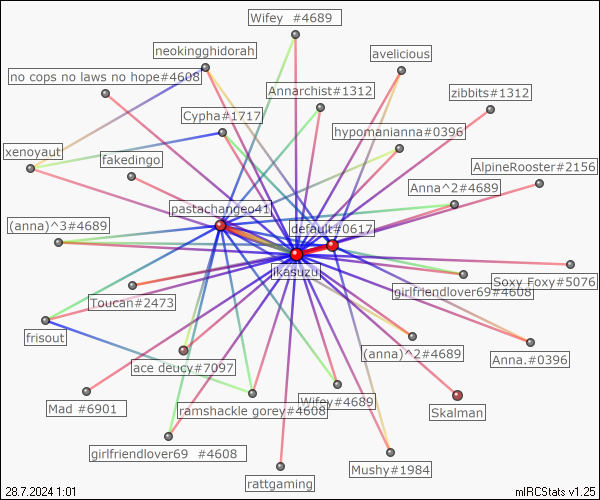 Wifey  #4689
neokingghidorah
avelicious
no cops no laws no hope#4608
Annarchist#1312
zibbits#1312
Cypha#1717
hypomanianna#0396
xenoyaut
fakedingo
AlpineRooster#2156
Anna^2#4689
pastachangeo41
(anna)^3#4689
default#0617
ikasuzu
Soxy Foxy#5076
girlfriendlover69#4608
Toucan#2473
frisout
(anna)^2#4689
Anna.#0396
ace deucy#7097
Wifey#4689
Mad #6901
ramshackle gorey#4608
Skalman
girlfriendlover69  #4608
Mushy#1984
rattgaming
28.7.2024 1:01
mIRCStats v1.25